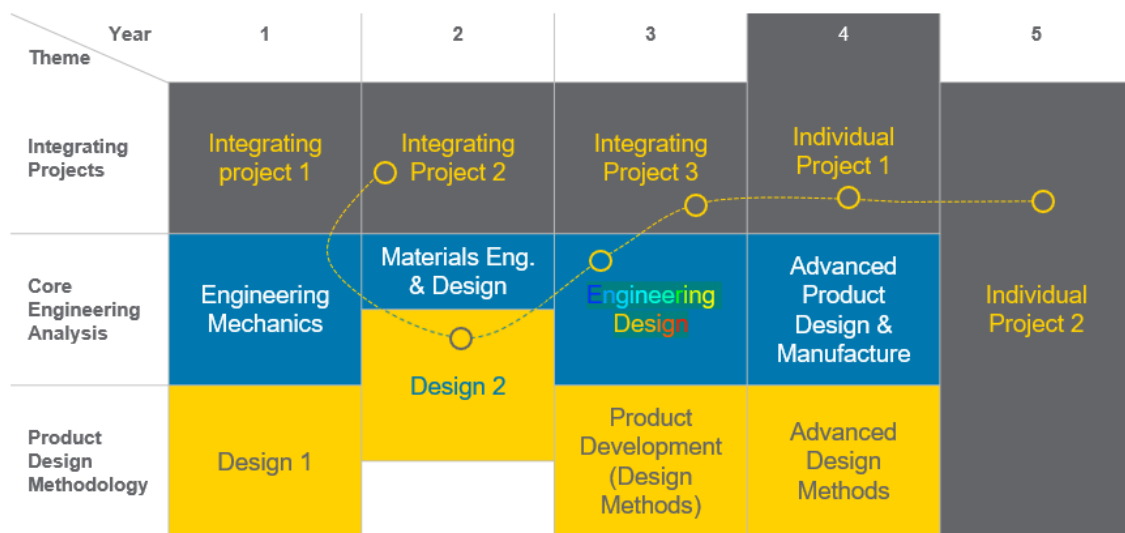 Year
Theme
1
2
3
4
5
Integrating
Projects
Integrating
project 1
Integrating
Project 2
Integrating
Project 3
Individual
Project 1
Core
Engineering
Analysis
Engineering
Mechanics
Materials Eng.
& Design
Engineering
Design
Advanced
Product
Design &
Manufacture
Individual
Project 2
Design 2
Product
Design
Methodology
Design 1
Product
Development
(Design
Methods)
Advanced
Design
Methods